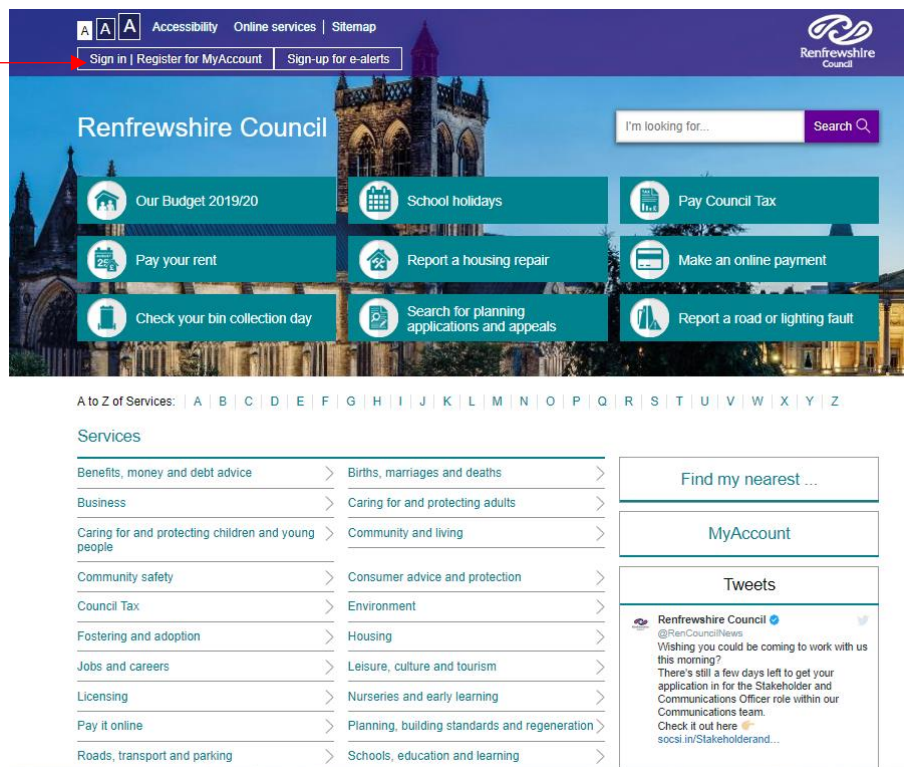 A A A Accessibility Online services | Sitemap
Sign in | Register for MyAccount Sign-up for e-alerts
Renfrewshire
Council
Renfrewshire Council
I'm looking for...
Search
Our Budget 2019/20
School holidays
Pay Council Tax
Pay your rent
Report a housing repair
Make an online payment
Check your bin collection day
Search for planning
applications and appeals
Report a road or lighting fault
A to Z of Services: | A | B | C | D | E | F | G | H | I | J | K | L | M | N | O | P | Q | R | S | T | U | V | W | X | Y | Z
Services
Benefits, money and debt advice
Births, marriages and deaths
Business
Caring for and protecting adults
Caring for and protecting children and young
people
Community and living
Community safety
Consumer advice and protection
Council Tax
Environment
Fostering and adoption
Housing
Jobs and careers
Leisure, culture and tourism
Licensing
Nurseries and early learning
Pay it online
Planning, building standards and regeneration
Roads, transport and parking
Schools, education and learning
Find my nearest ...
MyAccount
Tweets
Renfrewshire Council
@RenCouncilNews
Wishing you could be coming to work with us
this morning?
There's still a few days left to get your
application in for the Stakeholder and
Communications Officer role within our
Communications team.
Check it out here 👉
socsi.in/Stakeholderand...